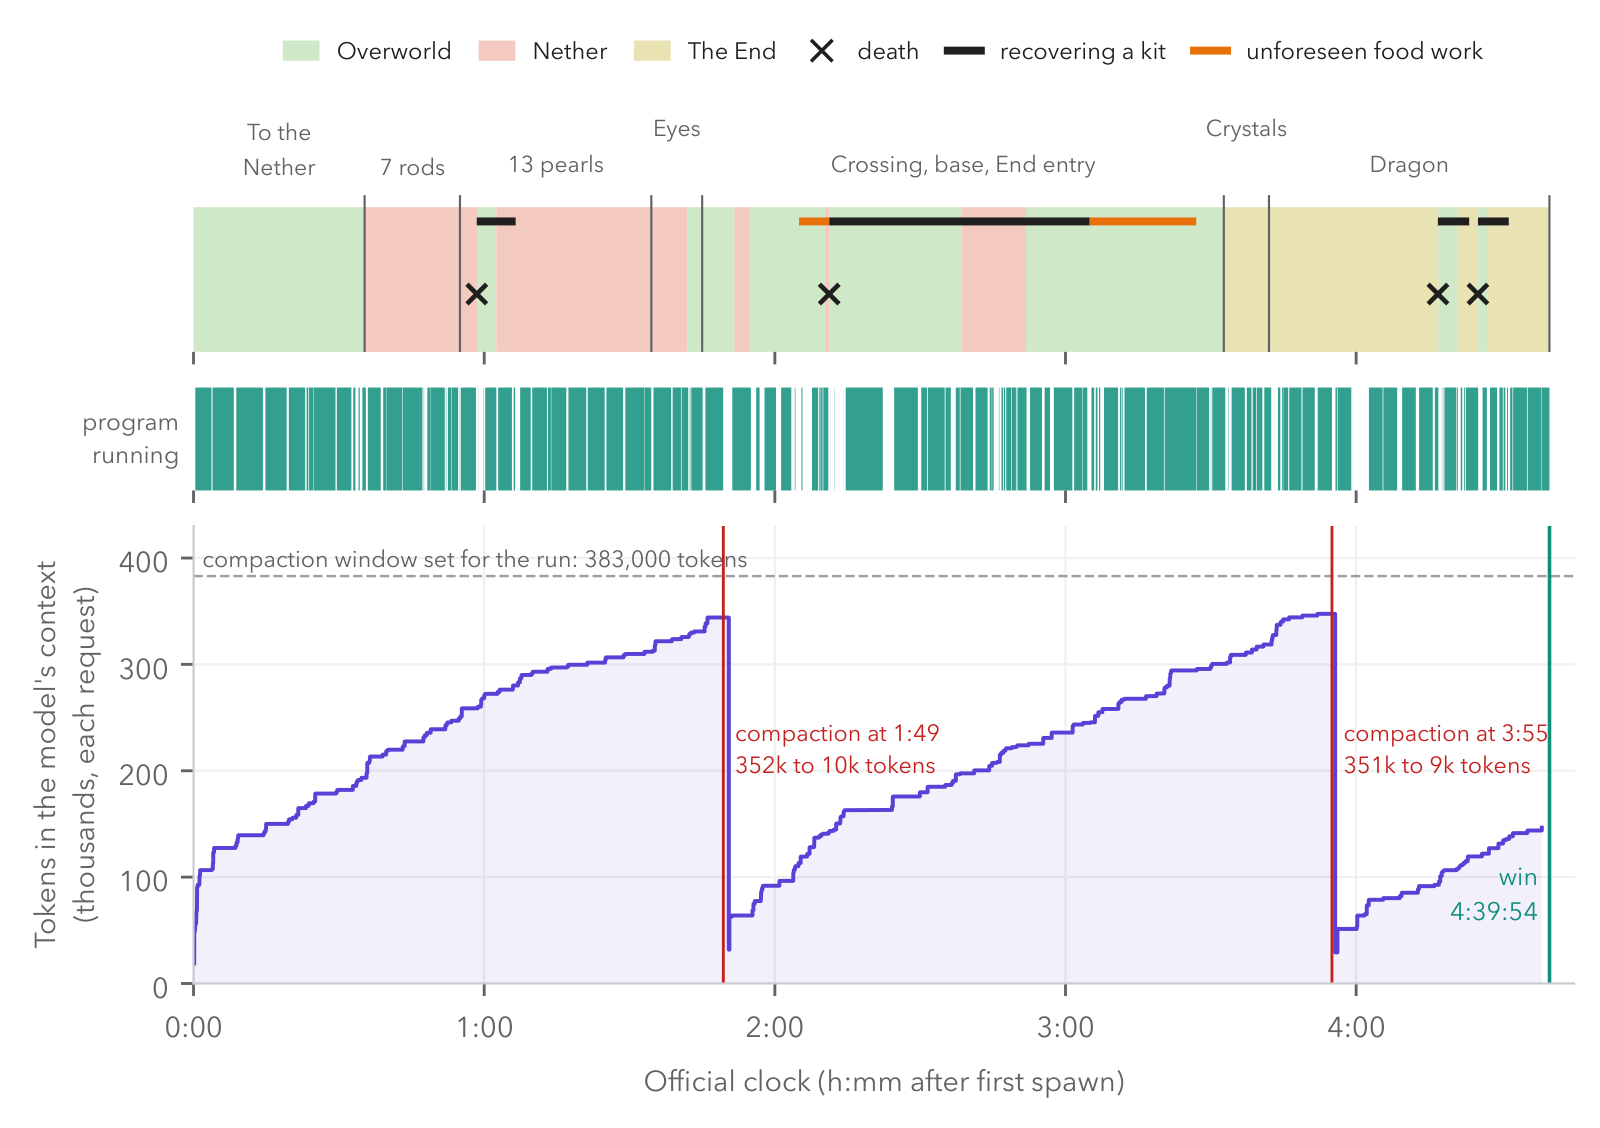 Overworld
Nether
The End
death
recovering a kit
unforeseen food work
To the
Nether
7 rods
13 pearls
Eyes
Crossing, base, End entry
Crystals
Dragon
program
running
Tokens in the model's context
(thousands, each request)
400
300
200
100
0
compaction window set for the run: 383,000 tokens
compaction at 1:49
352k to 10k tokens
compaction at 3:55
351k to 9k tokens
win
4:39:54
0:00
1:00
2:00
3:00
4:00
Official clock (h:mm after first spawn)